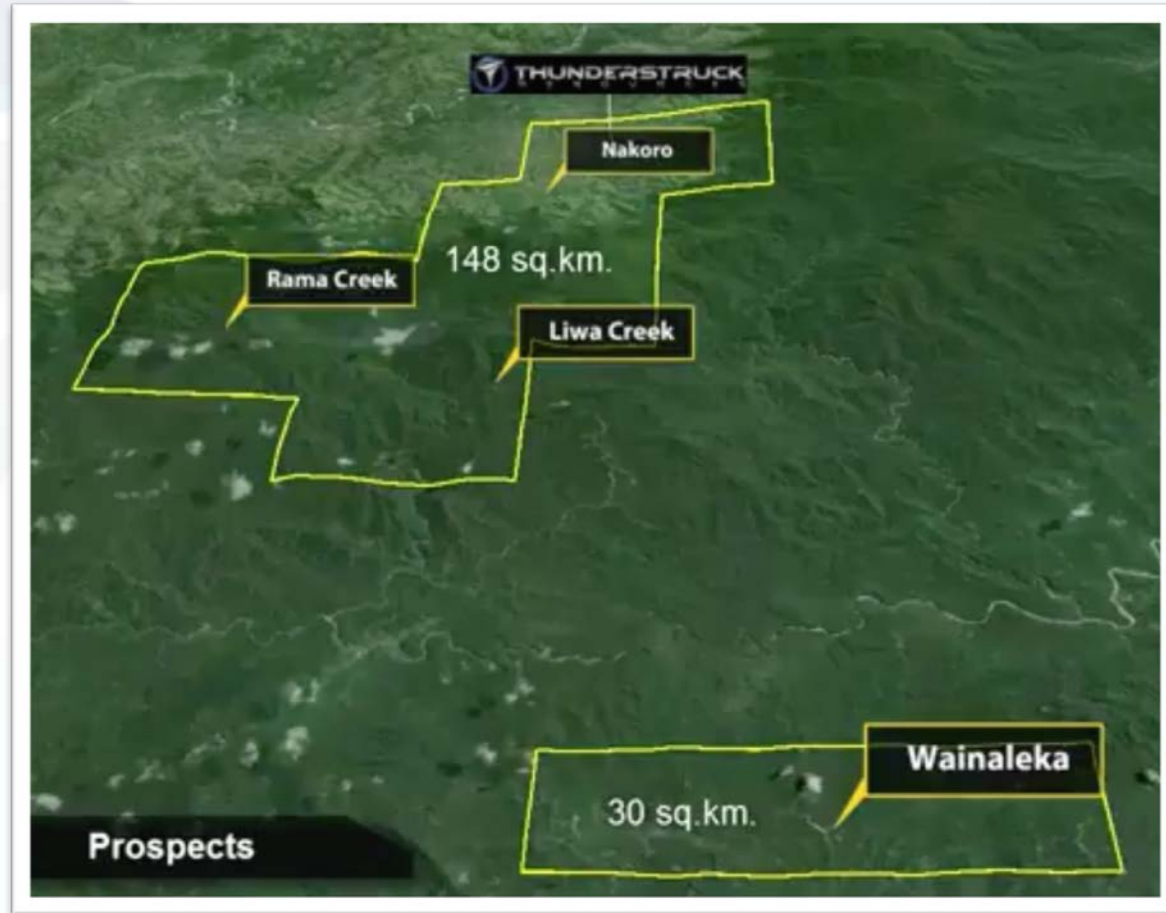 THUNDERSTRUCK
Nakoro
148 sq.km.
Rama Creek
Liwa Creek
Wainaleka
30 sq.km.
Prospects